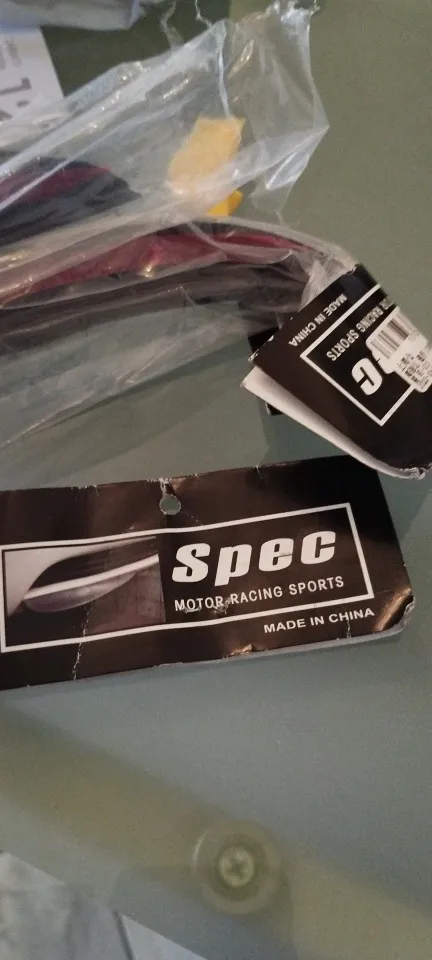 MADE IN CHINA
RACING SPORTS
Spec
MOTOR RACING SPORTS
MADE IN CHINA